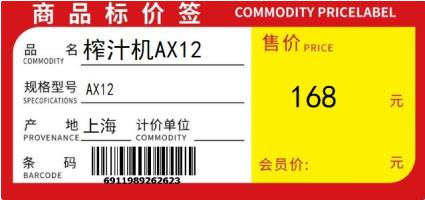 商品标价签 COMMODITY PRICELABEL
品名 榨汁机AX12
COMMODITY
售价 PRICE
规格型号 AX12
SPECOFICATIONS
168 元
产地 上海 计价单位
PROVENANCE COMMODITY
条码
BARCODE
6911989262623
会员价: 元